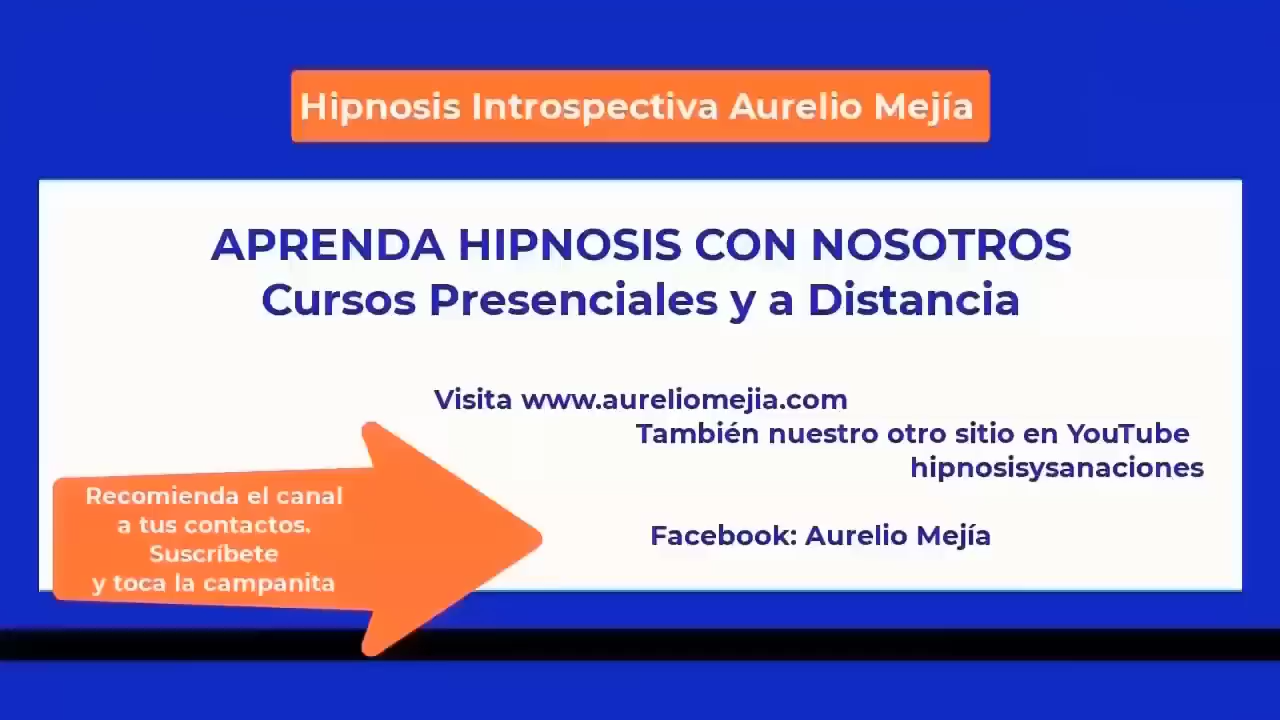 Hipnosis Introspectiva Aurelio Mejía
APRENDA HIPNOSIS CON NOSOTROS
Cursos Presenciales y a Distancia
Visita www.aureliomejia.com
También nuestro otro sitio en YouTube
hipnosisysanaciones
Recomienda el canal
a tus contactos.
Suscríbete
y toca la campanita
Facebook: Aurelio Mejía